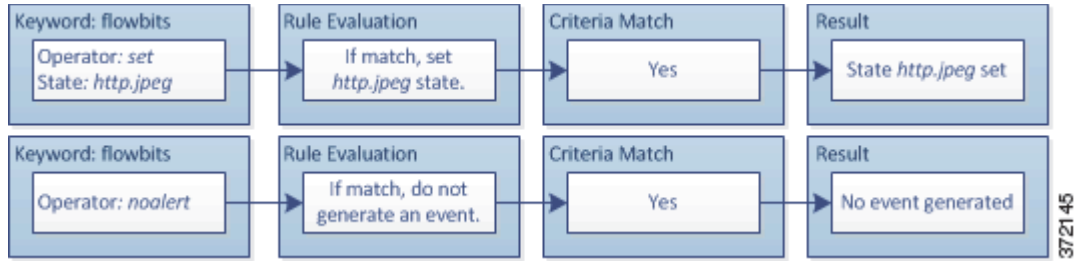 Keyword: flowbits
Operator: set
State: http.jpeg
Rule Evaluation
If match, set
http.jpeg state.
Criteria Match
Yes
Result
State http.jpeg set
Keyword: flowbits
Operator: noalert
Rule Evaluation
If match, do not
generate an event.
Criteria Match
Yes
Result
No event generated
372145